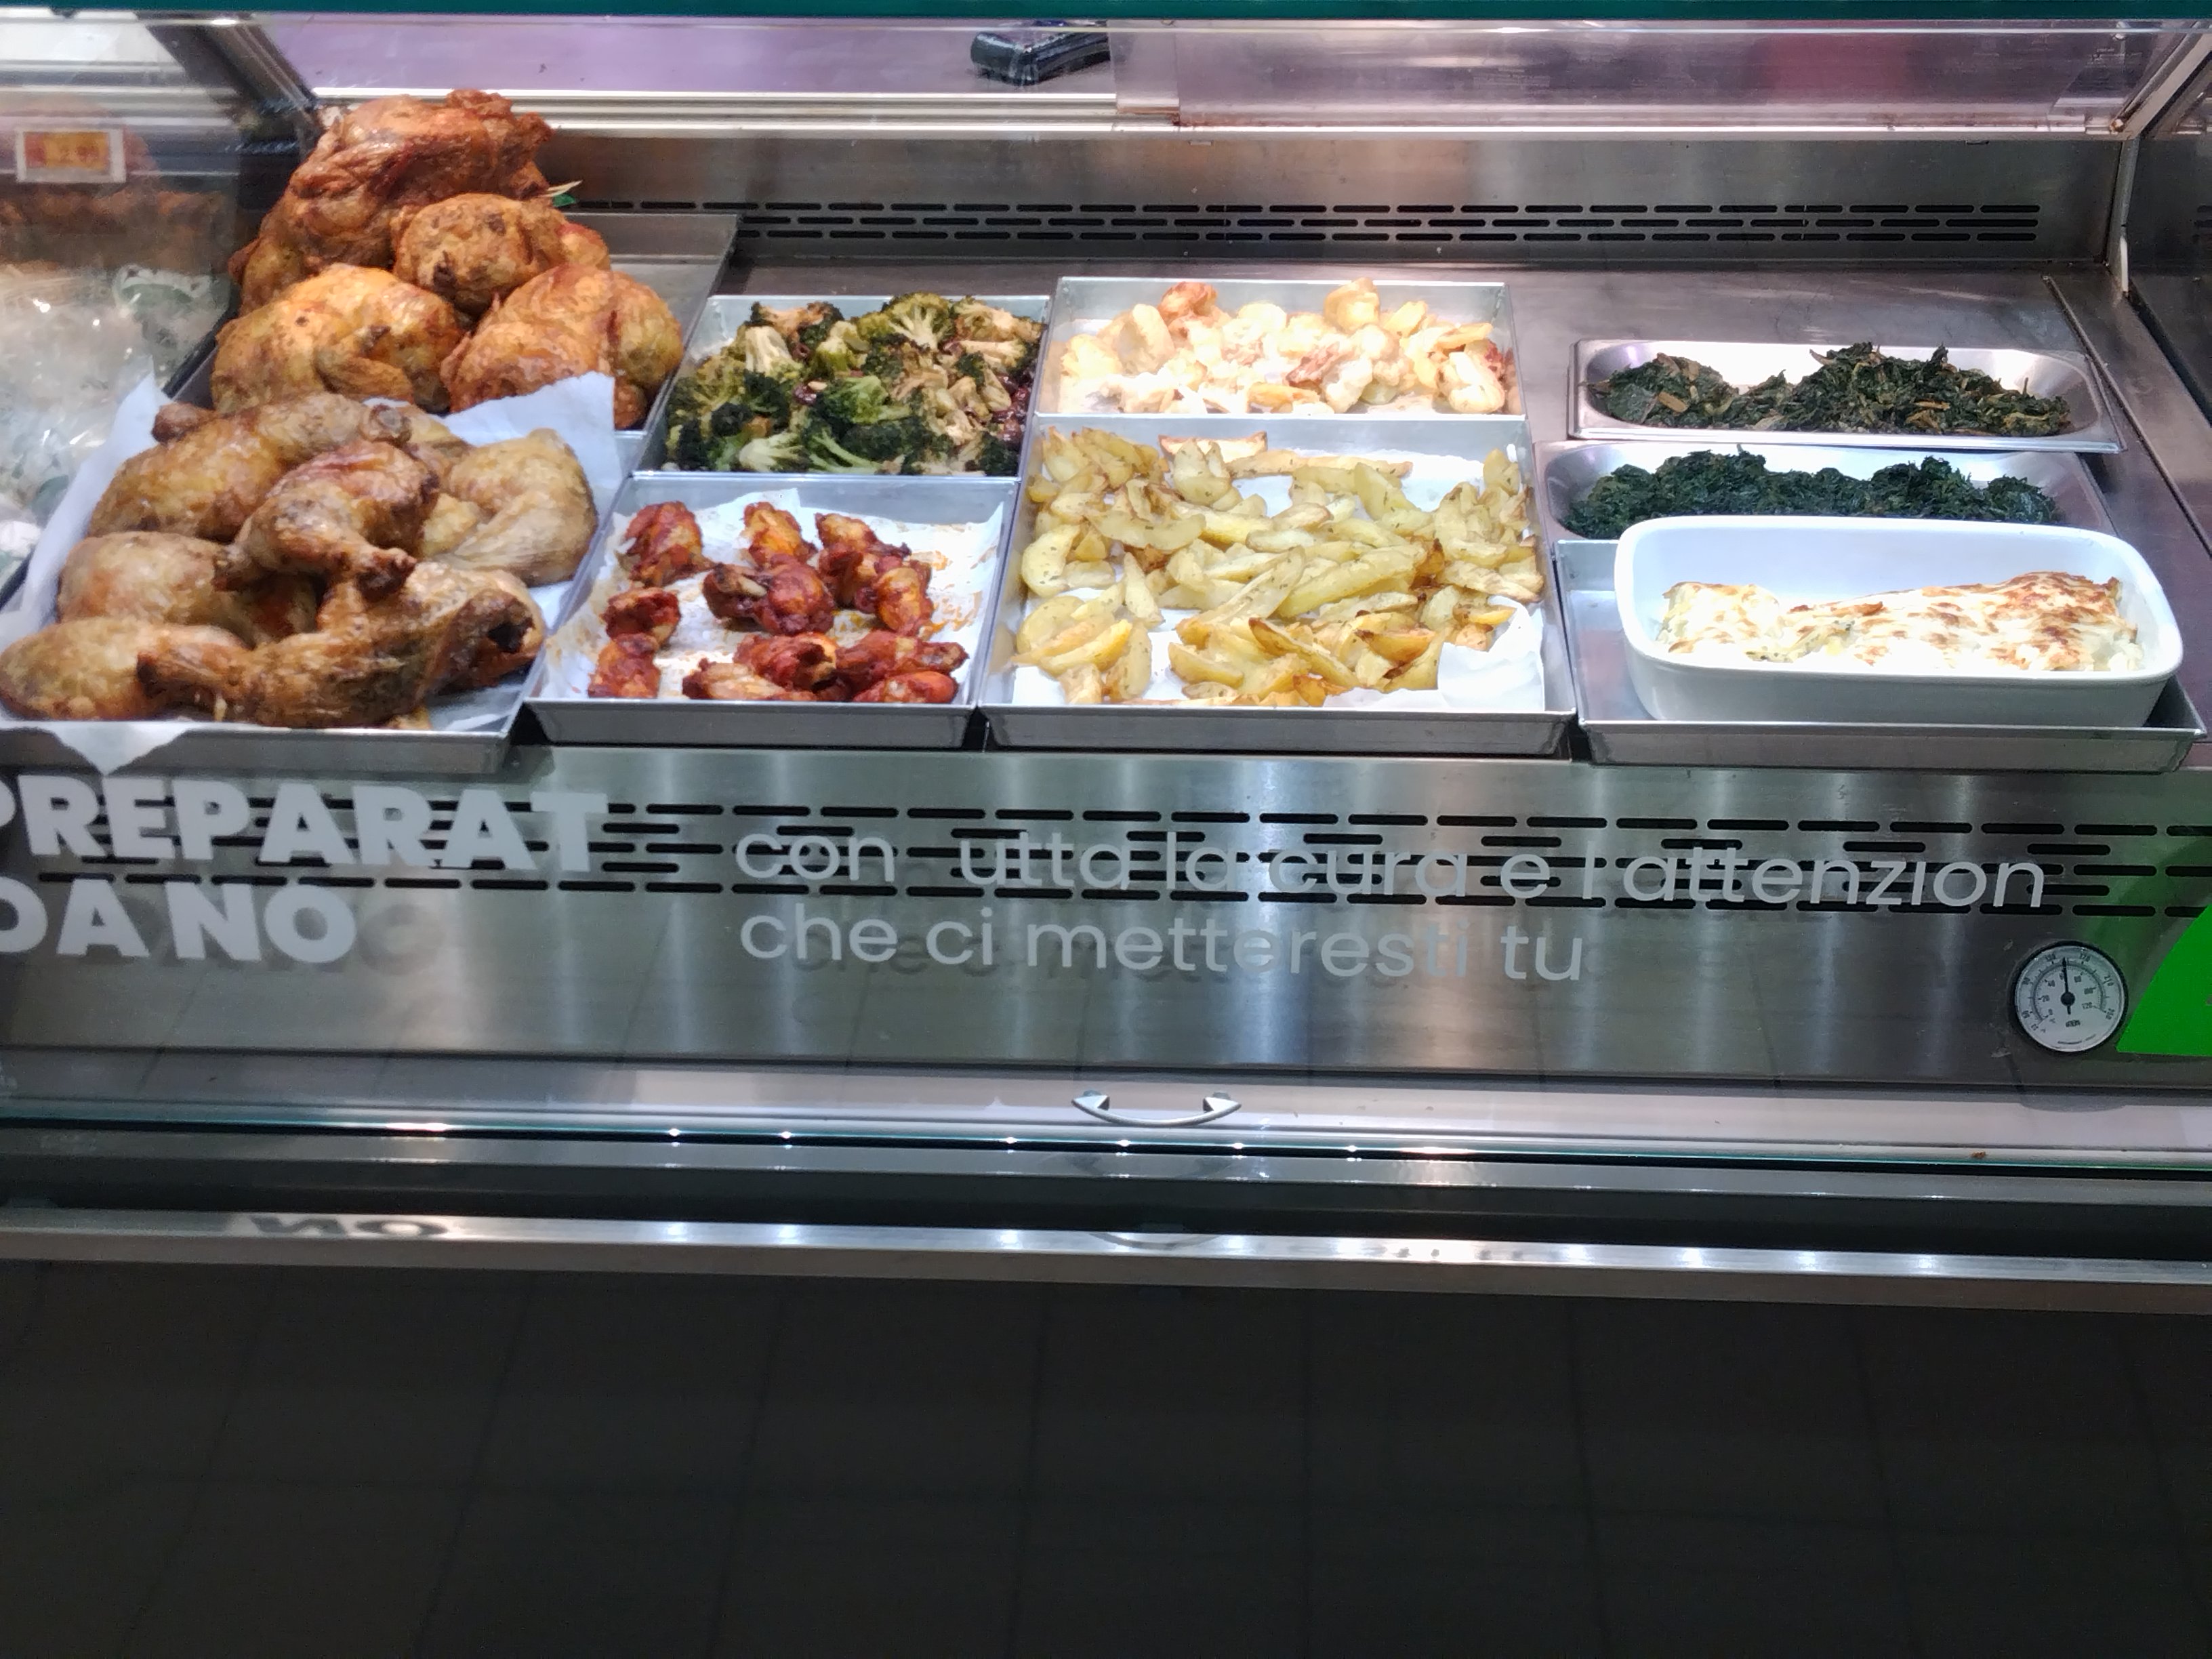 PREPARAT
DA NO
con utta la cura e l attenzion
che ci metteresti tu